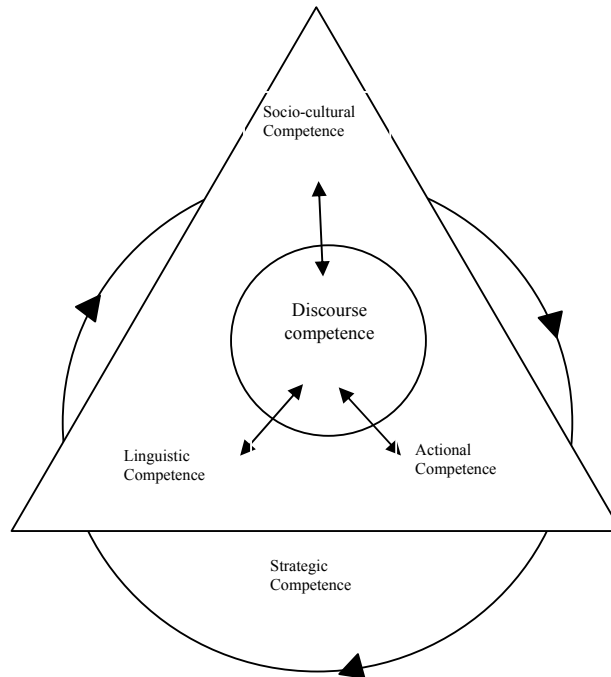 Socio-cultural
Competence
Discourse
competence
Linguistic
Competence
Actional
Competence
Strategic
Competence